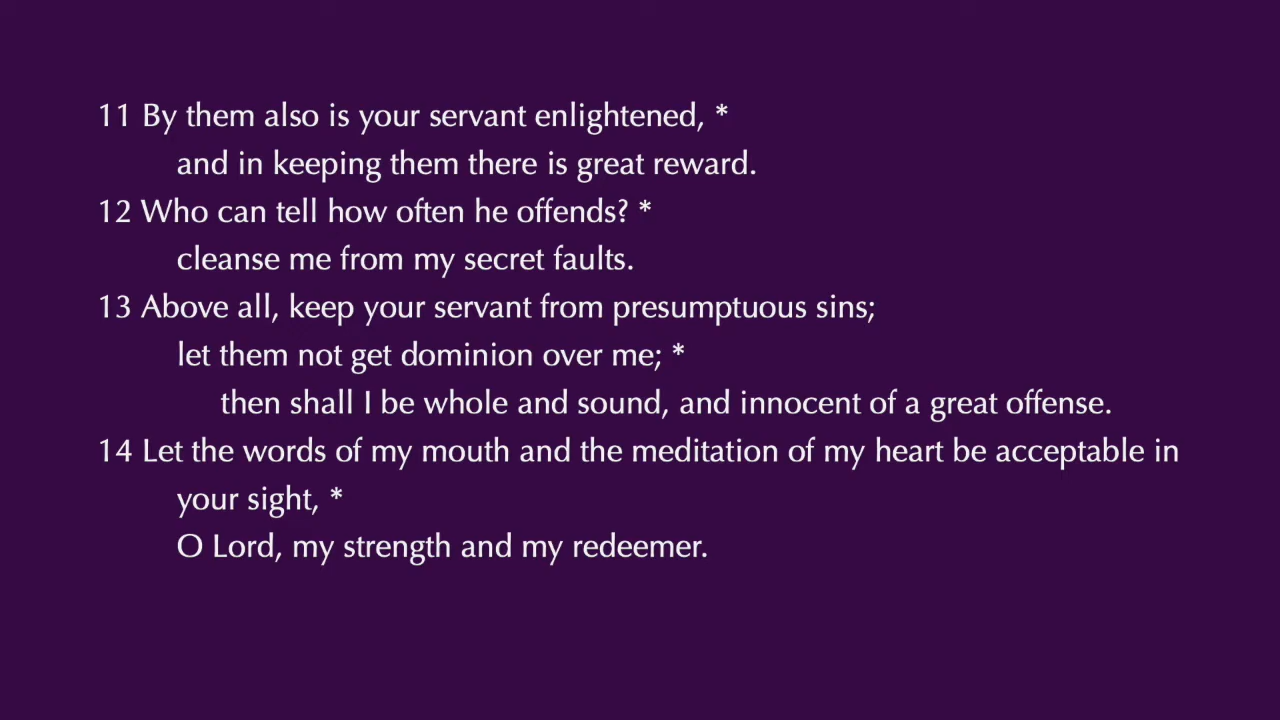 11 By them also is your servant enlightened, *
and in keeping them there is great reward.
12 Who can tell how often he offends? *
cleanse me from my secret faults.
13 Above all, keep your servant from presumptuous sins;
let them not get dominion over me; *
then shall I be whole and sound, and innocent of a great offense.
14 Let the words of my mouth and the meditation of my heart be acceptable in
your sight, *
O Lord, my strength and my redeemer.